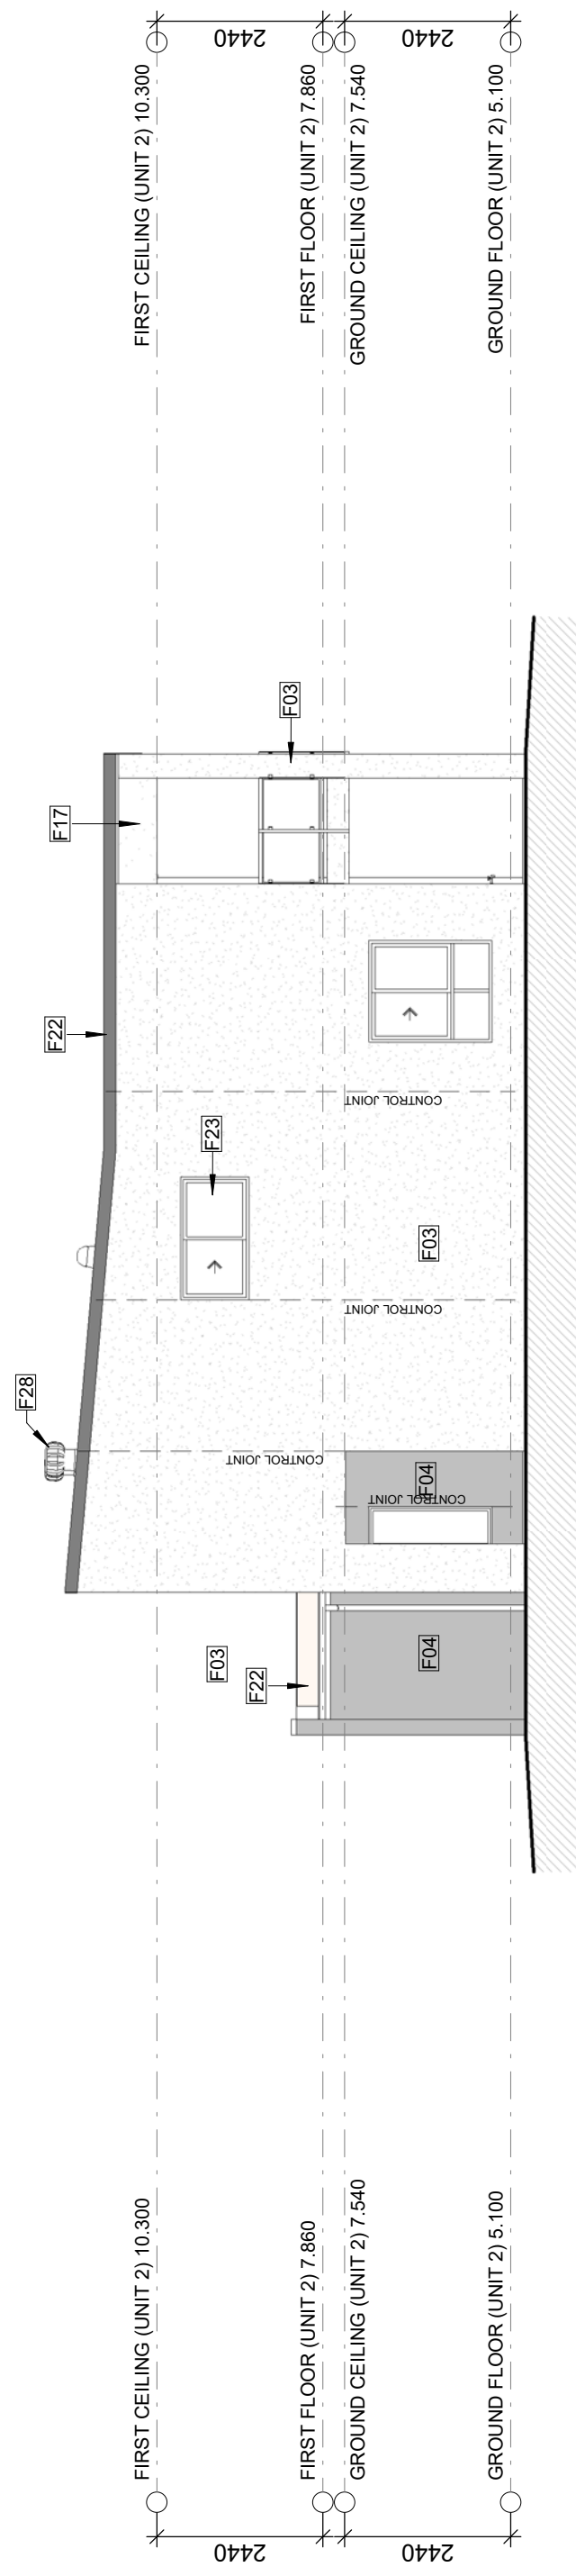 FIRST CEILING (UNIT 2) 10.300
2440
FIRST FLOOR (UNIT 2) 7.860
GROUND CEILING (UNIT 2) 7.540
2440
GROUND FLOOR (UNIT 2) 5.100
F03
F22
F04
F28
CONTROL JOINT
F04
CONTROL JOINT
CONTROL JOINT
F03
F23
CONTROL JOINT
F22
F17
F03
FIRST CEILING (UNIT 2) 10.300
2440
FIRST FLOOR (UNIT 2) 7.860
GROUND CEILING (UNIT 2) 7.540
2440
GROUND FLOOR (UNIT 2) 5.100